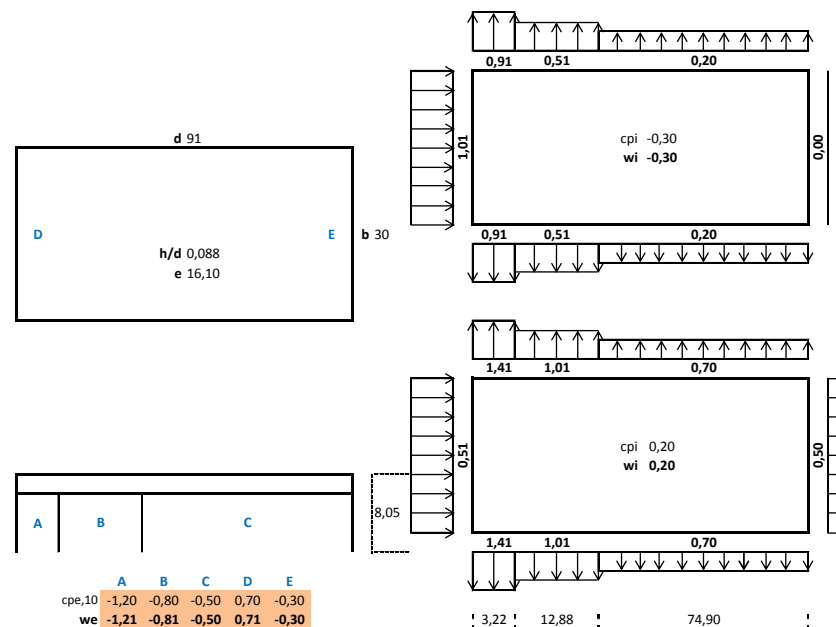 0,91 0,51 0,20
d 91
1,01
cpi -0,30
wi -0,30
0,00
D E b 30
h/d 0,088
e 16,10
0,91 0,51 0,20
1,41 1,01 0,70
0,51
cpi 0,20
wi 0,20
0,50
8,05
A B C
1,41 1,01 0,70
A B C D E
cpe,10 -1,20 -0,80 -0,50 0,70 -0,30
we -1,21 -0,81 -0,50 0,71 -0,30
3,22 12,88 74,90